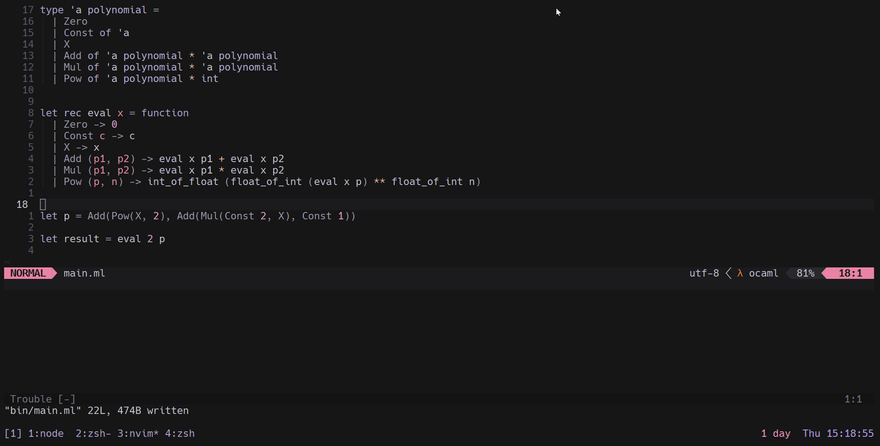 17 type 'a polynomial =
16   | Zero
15   | Const of 'a
14   | X
13   | Add of 'a polynomial * 'a polynomial
12   | Mul of 'a polynomial * 'a polynomial
11   | Pow of 'a polynomial * int
10
9
8 let rec eval x = function
7   | Zero -> 0
6   | Const c -> c
5   | X -> x
4   | Add (p1, p2) -> eval x p1 + eval x p2
3   | Mul (p1, p2) -> eval x p1 * eval x p2
2   | Pow (p, n) -> int_of_float (float_of_int (eval x p) ** float_of_int n)
1
18
1 let p = Add(Pow(X, 2), Add(Mul(Const 2, X), Const 1))
2
3 let result = eval 2 p
4
~
NORMAL main.ml utf-8 < λ ocaml 81% 18:1
Trouble [-] 1:1
"bin/main.ml" 22L, 474B written
[1] 1:node 2:zsh- 3:nvim* 4:zsh 1 day Thu 15:18:55